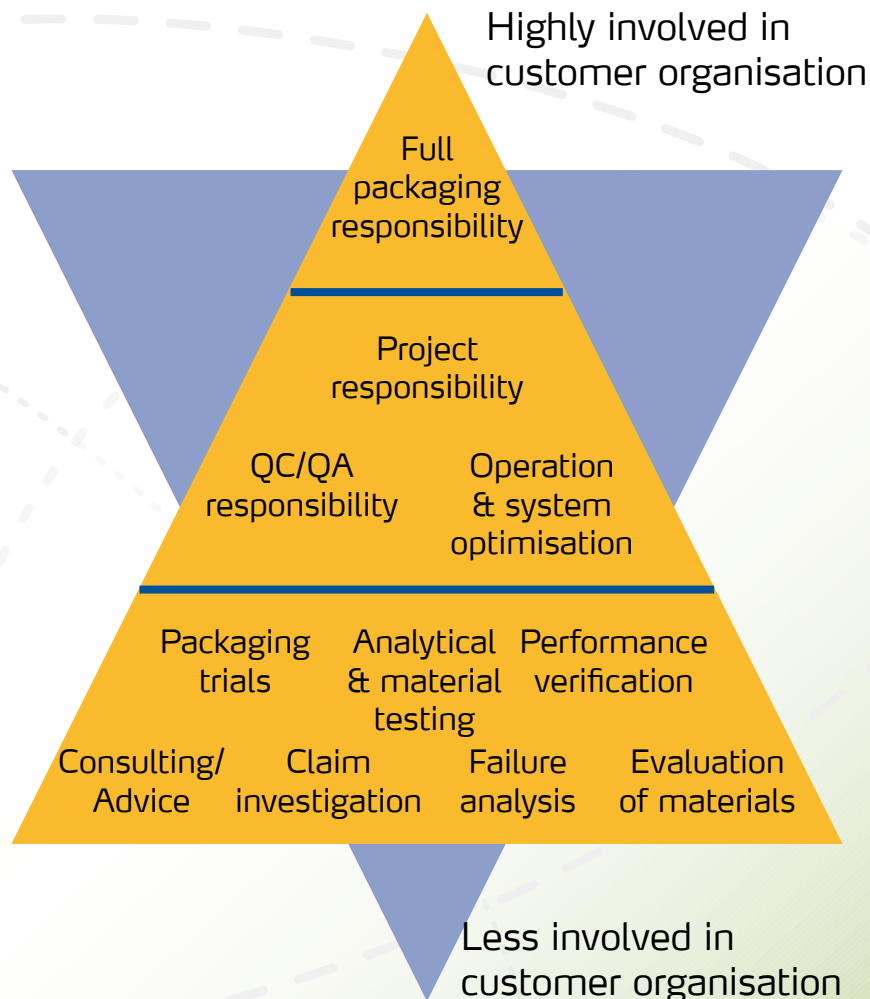 Highly involved in
customer organisation
Full
packaging
responsibility
Project
responsibility
QC/QA
responsibility
Operation
& system
optimisation
Packaging
trials
Analytical
& material
testing
Performance
verification
Consulting/
Advice
Claim
investigation
Failure
analysis
Evaluation
of materials
Less involved in
customer organisation